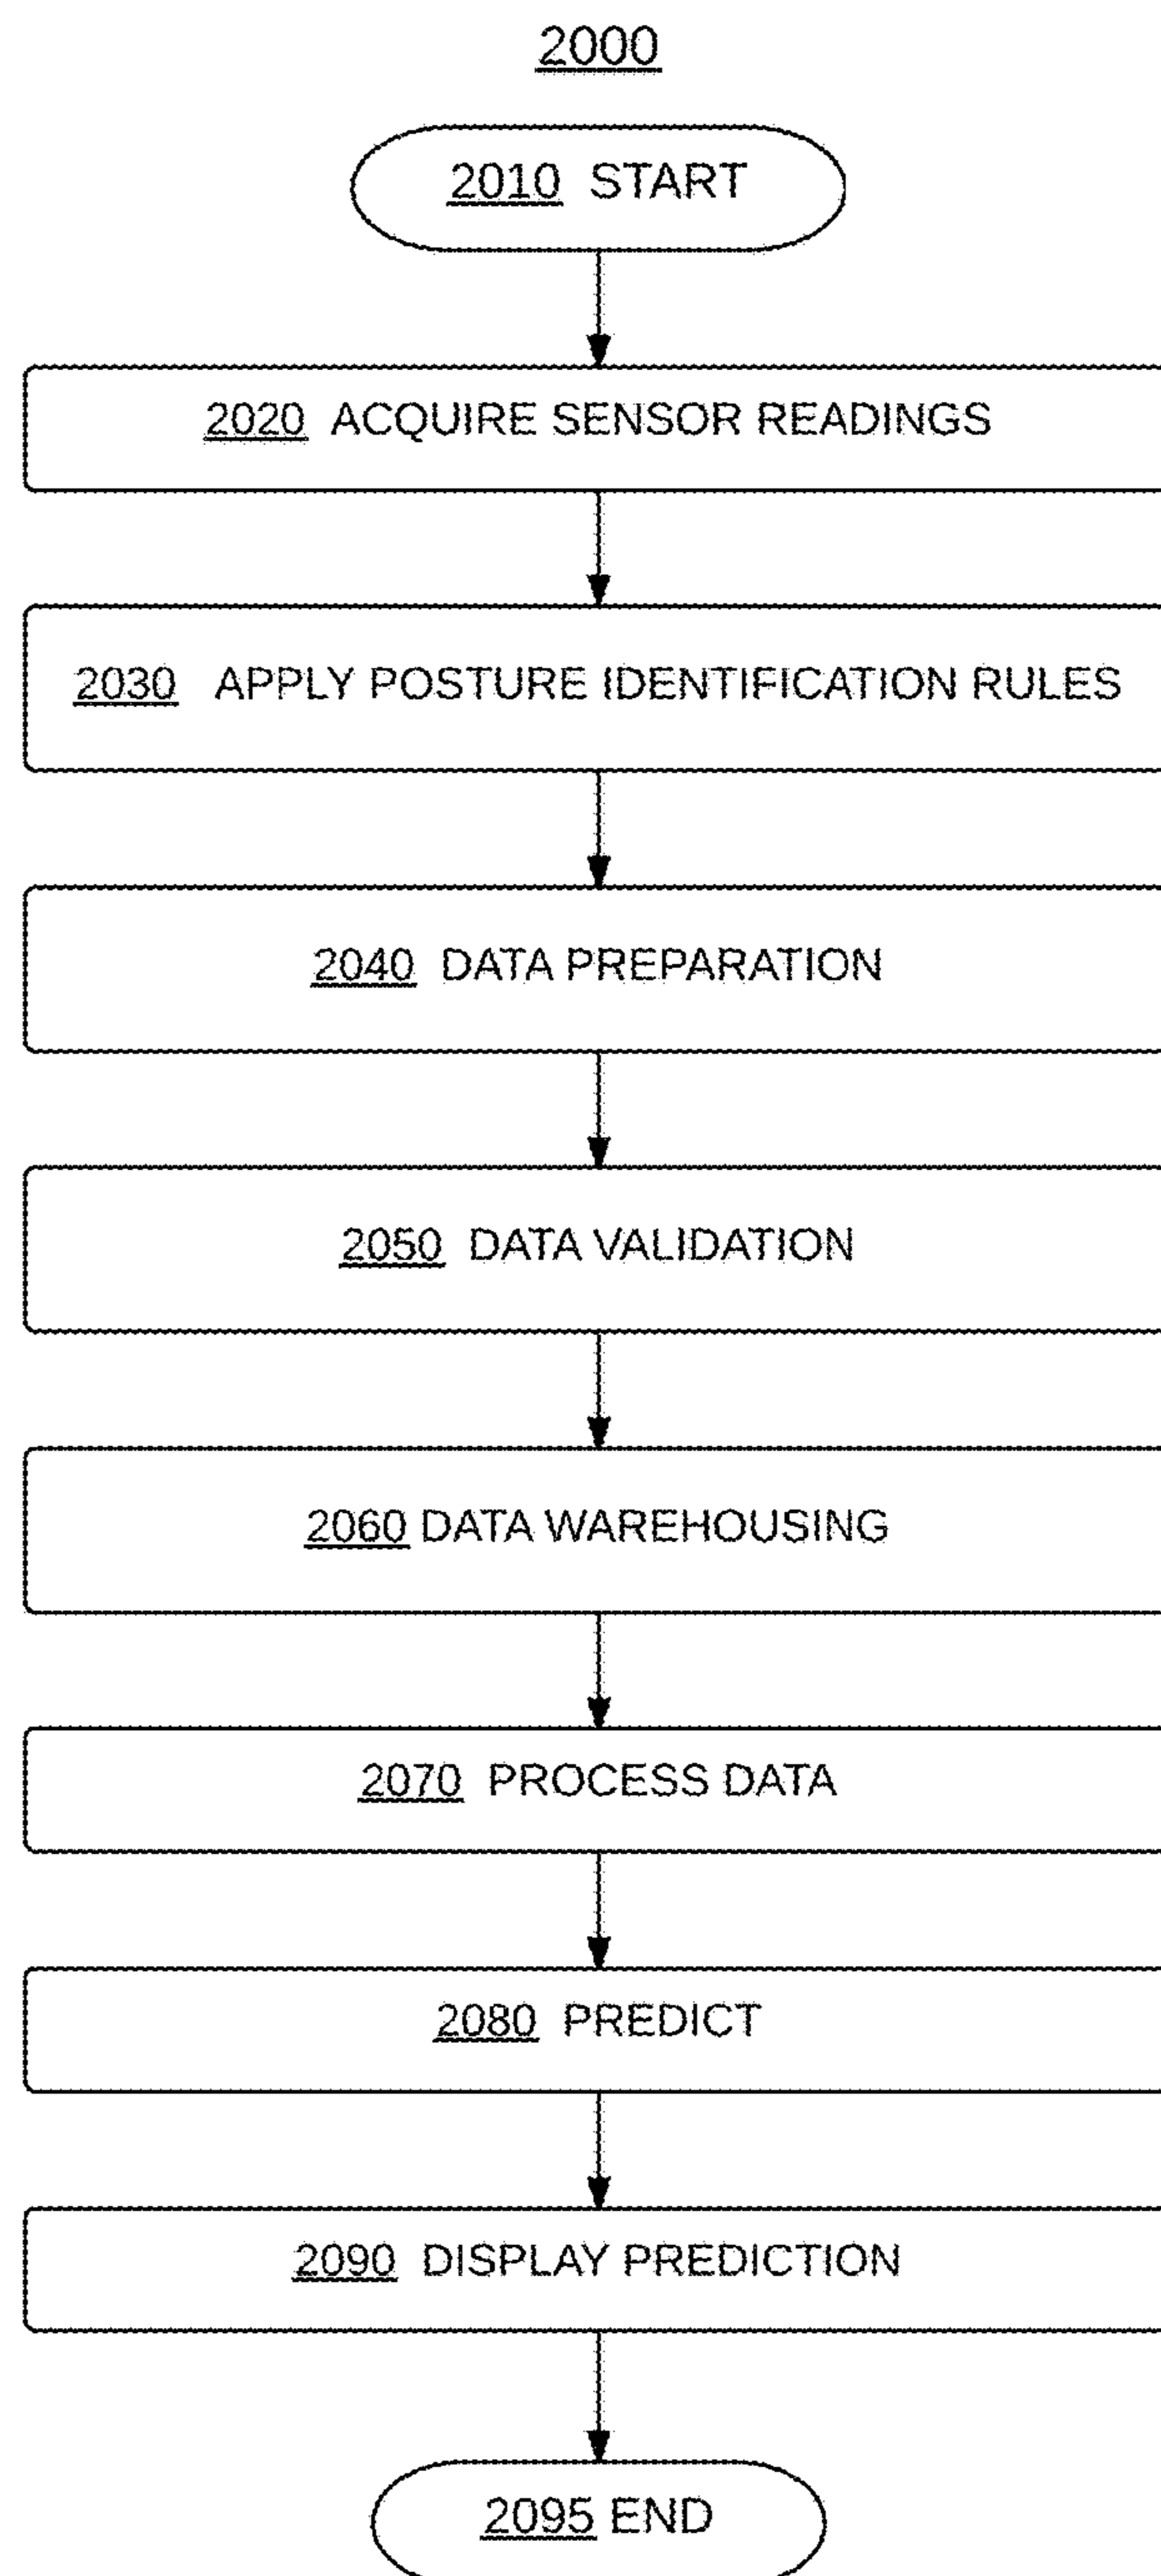 2000
2010 START
2020 ACQUIRE SENSOR READINGS
2030 APPLY POSTURE IDENTIFICATION RULES
2040 DATA PREPARATION
2050 DATA VALIDATION
2060 DATA WAREHOUSING
2070 PROCESS DATA
2080 PREDICT
2090 DISPLAY PREDICTION
2095 END